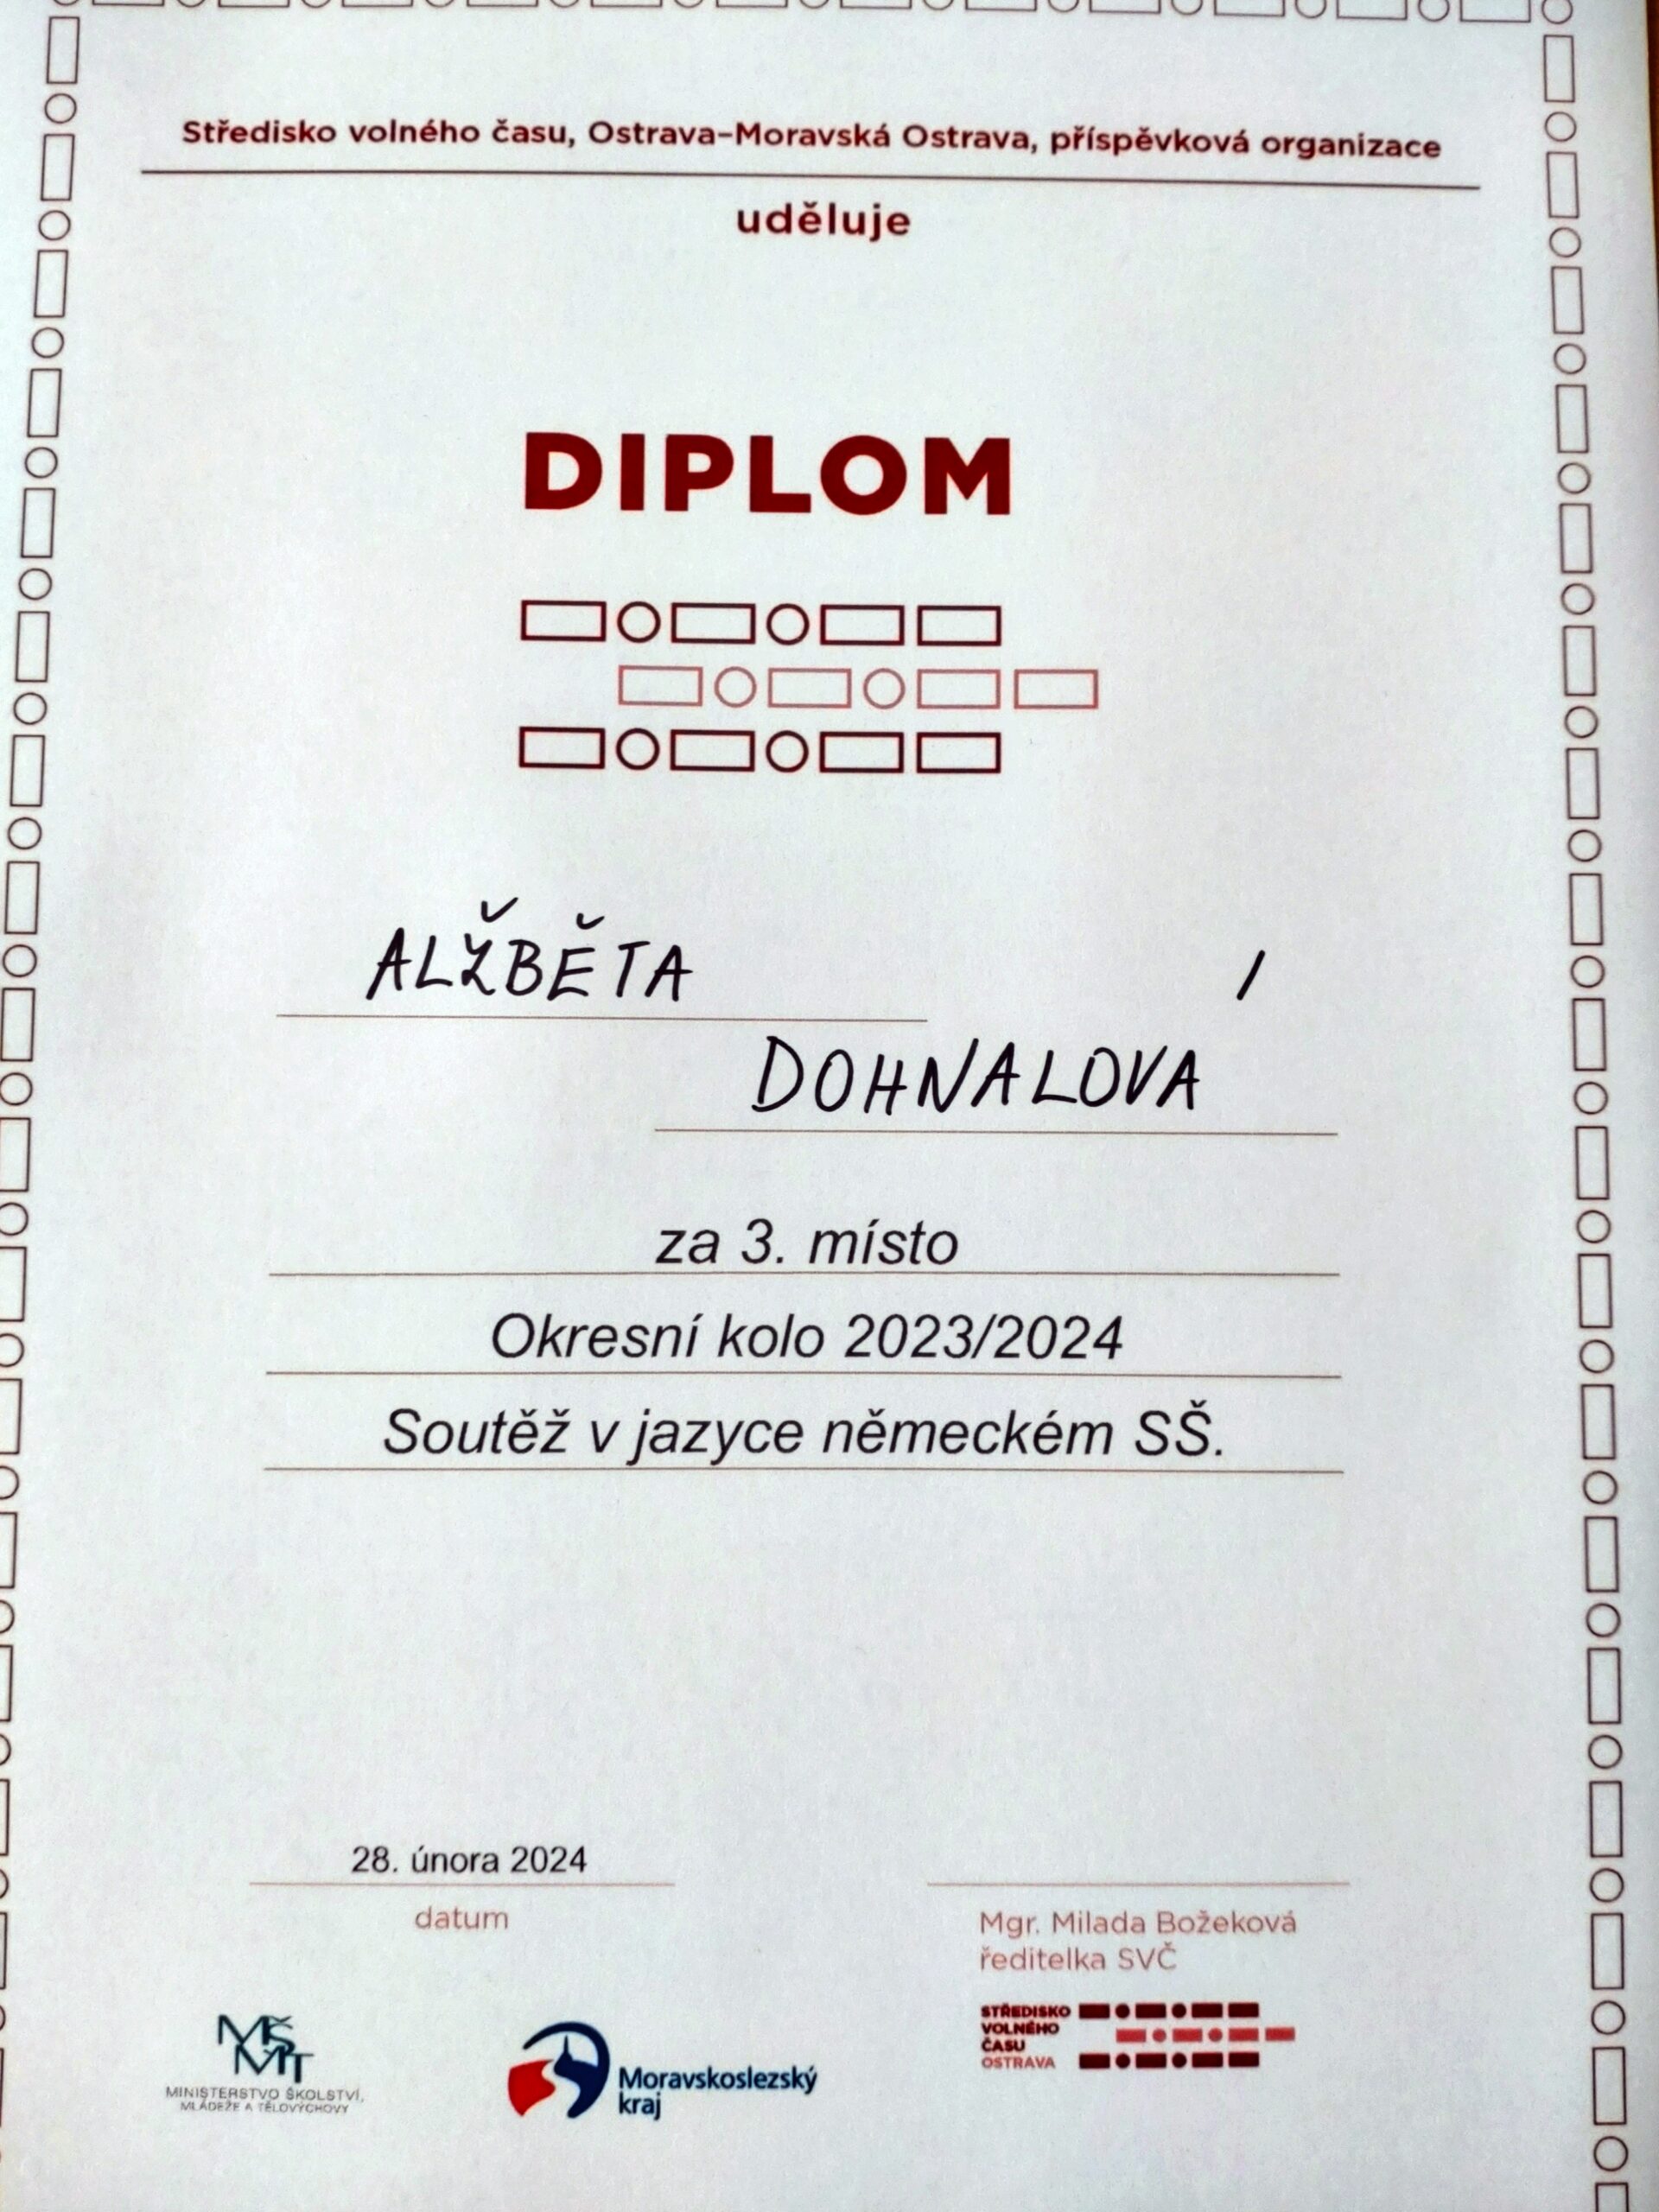 Středisko volného času, Ostrava–Moravská Ostrava, příspěvková organizace
uděluje
DIPLOM
ALŽBĚTA
DOHNALOVÁ
za 3. místo
Okresní kolo 2023/2024
Soutěž v jazyce německém SŠ.
28. února 2024
datum
Mgr. Milada Božeková
ředitelka SVČ
MŠMT
MINISTERSTVO ŠKOLSTVÍ,
MLÁDEŽE A TĚLOVÝCHOVY
Moravskoslezský
kraj
STŘEDISKO
VOLNÉHO
ČASU
OSTRAVA